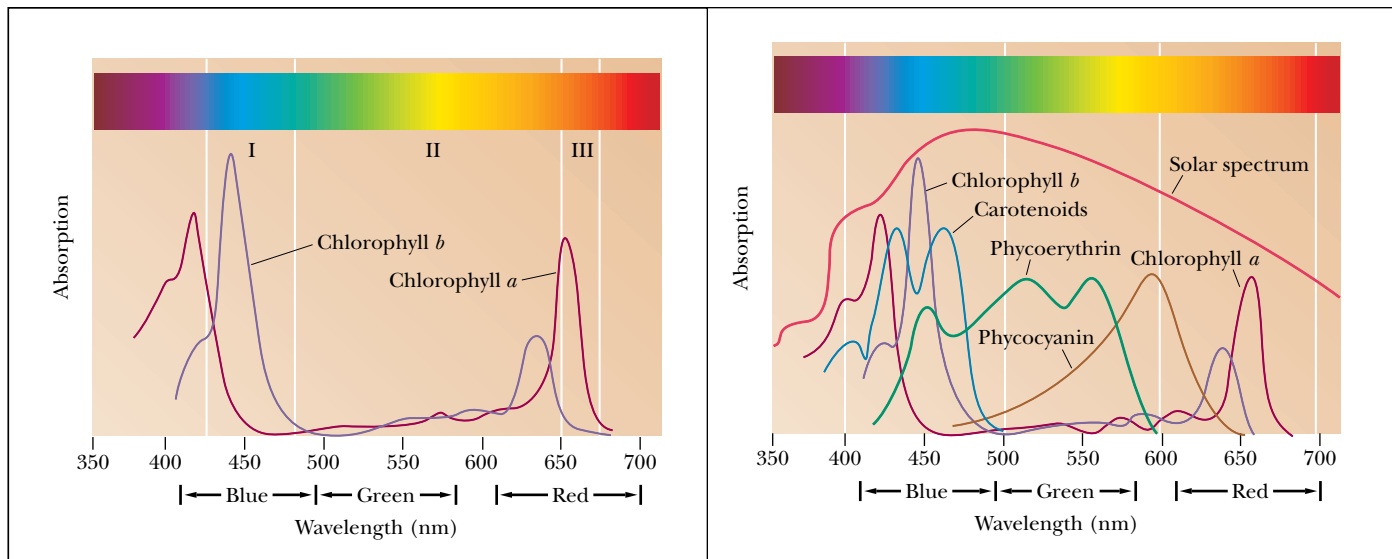 I II III
Chlorophyll b
Chlorophyll a
Absorption
350 400 450 500 550 600 650 700
Blue Green Red
Wavelength (nm)
Solar spectrum
Chlorophyll b
Carotenoids
Phycoerythrin
Chlorophyll a
Phycocyanin
Absorption
350 400 450 500 550 600 650 700
Blue Green Red
Wavelength (nm)